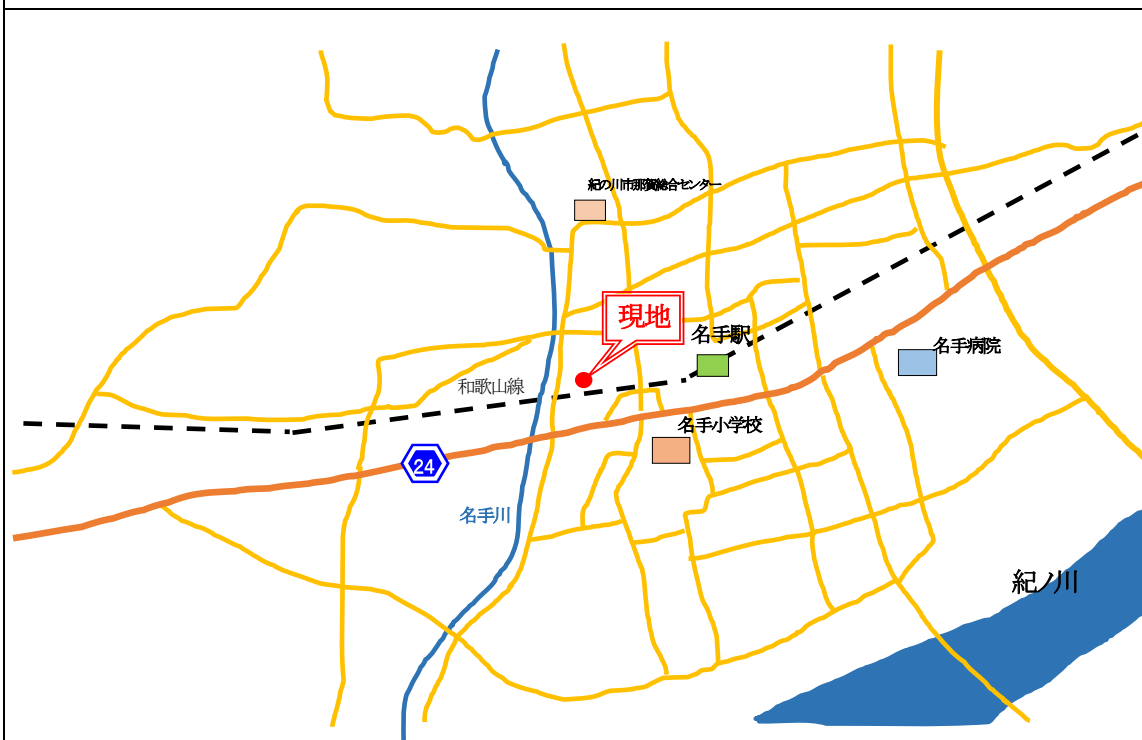 紀の川市那賀総合センター
現地
名手駅
名手病院
和歌山線
名手小学校
24
名手川
紀ノ川